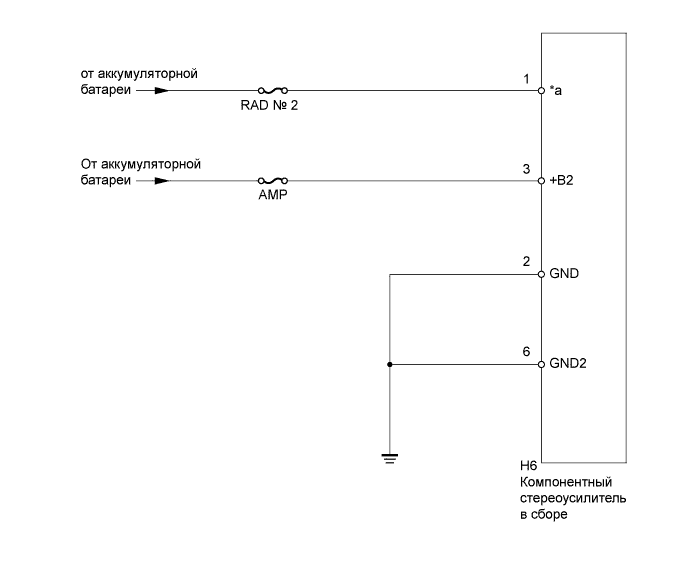 от аккумуляторной
батареи
RAD № 2
1
*a
От аккумуляторной
батареи
AMP
3
+B2
2
GND
6
GND2
H6
Компонентный
стереоусилитель
в сборе